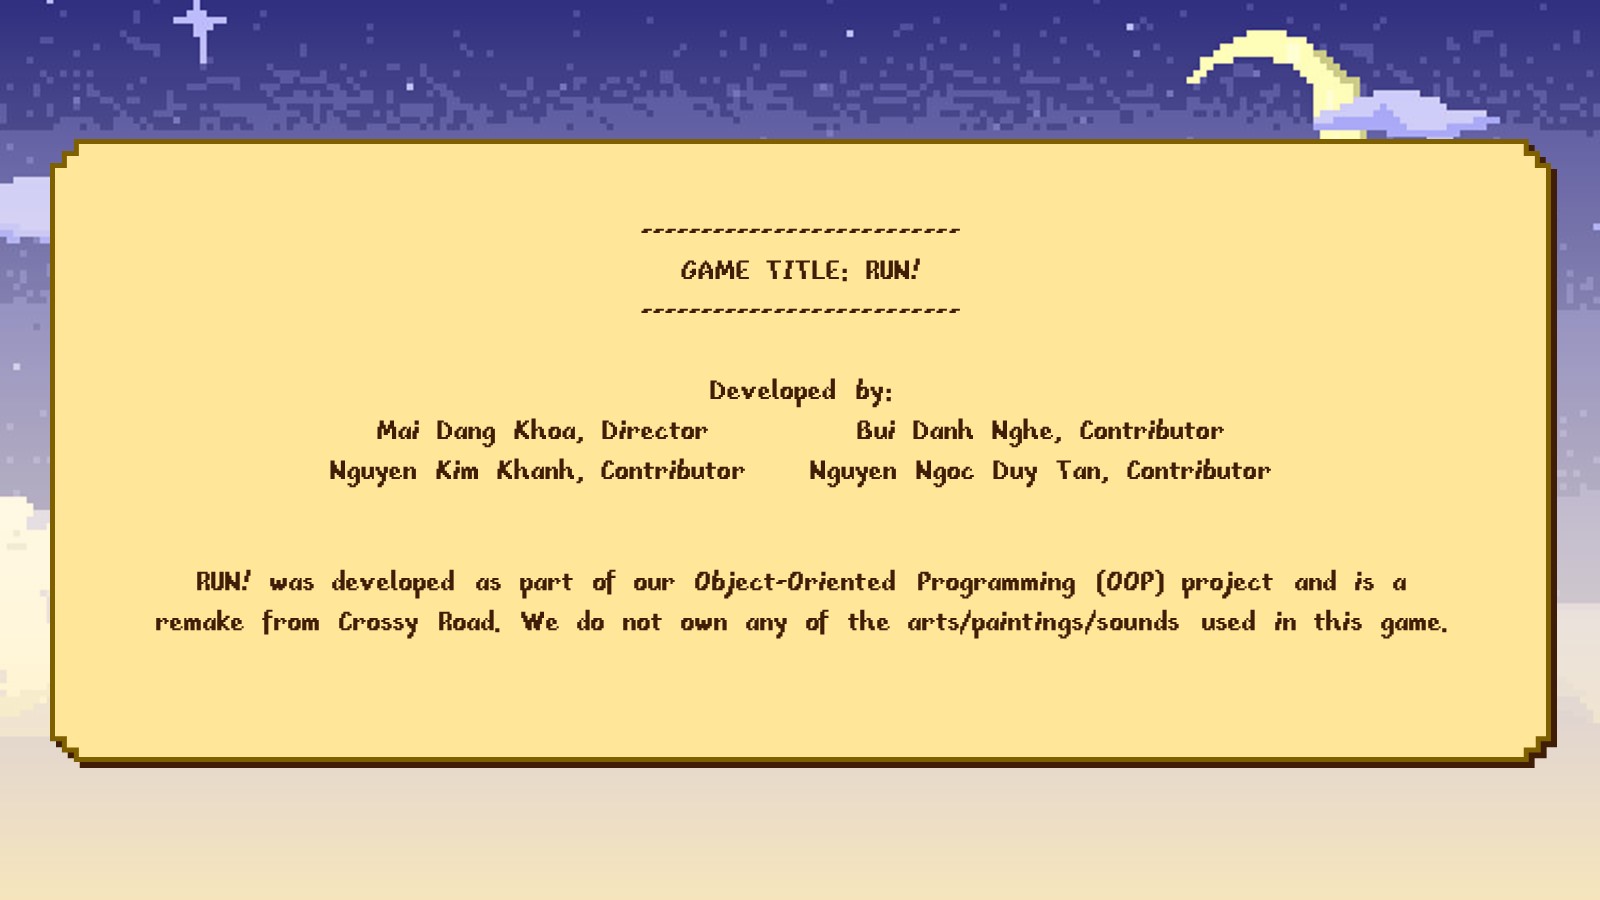 ---------------------------
GAME TITLE: RUN!
---------------------------
Developed by:
Mai Dang Khoa, Director Bui Danh Nghe, Contributor
Nguyen Kim Khanh, Contributor Nguyen Ngoc Duy Tan, Contributor
RUN! was developed as part of our Object-Oriented Programming (OOP) project and is a
remake from Crossy Road. We do not own any of the arts/paintings/sounds used in this game.